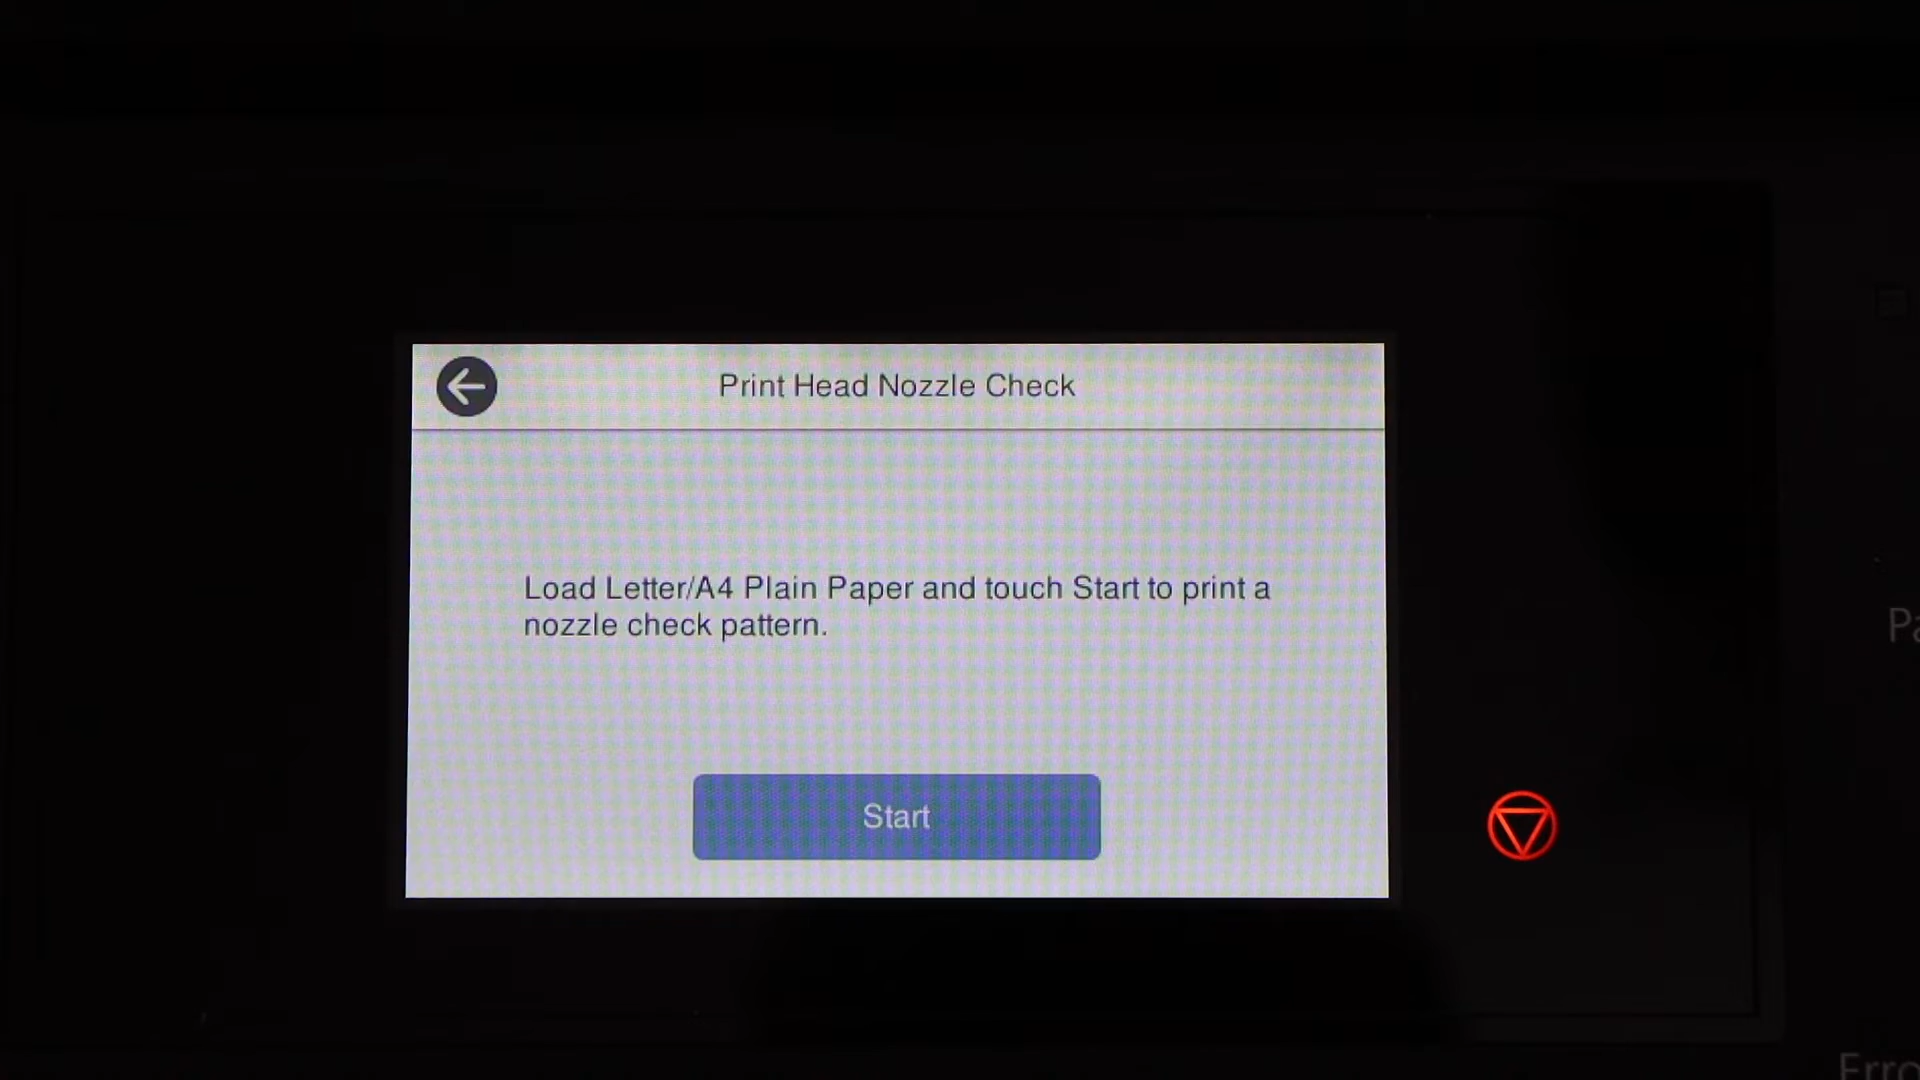 Print Head Nozzle Check
Load Letter/A4 Plain Paper and touch Start to print a
nozzle check pattern.
Start